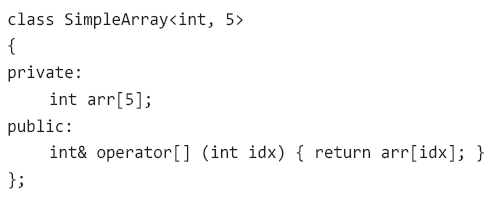 class SimpleArray<int, 5>
{
private:
    int arr[5];
public:
    int& operator[] (int idx) { return arr[idx]; }
};